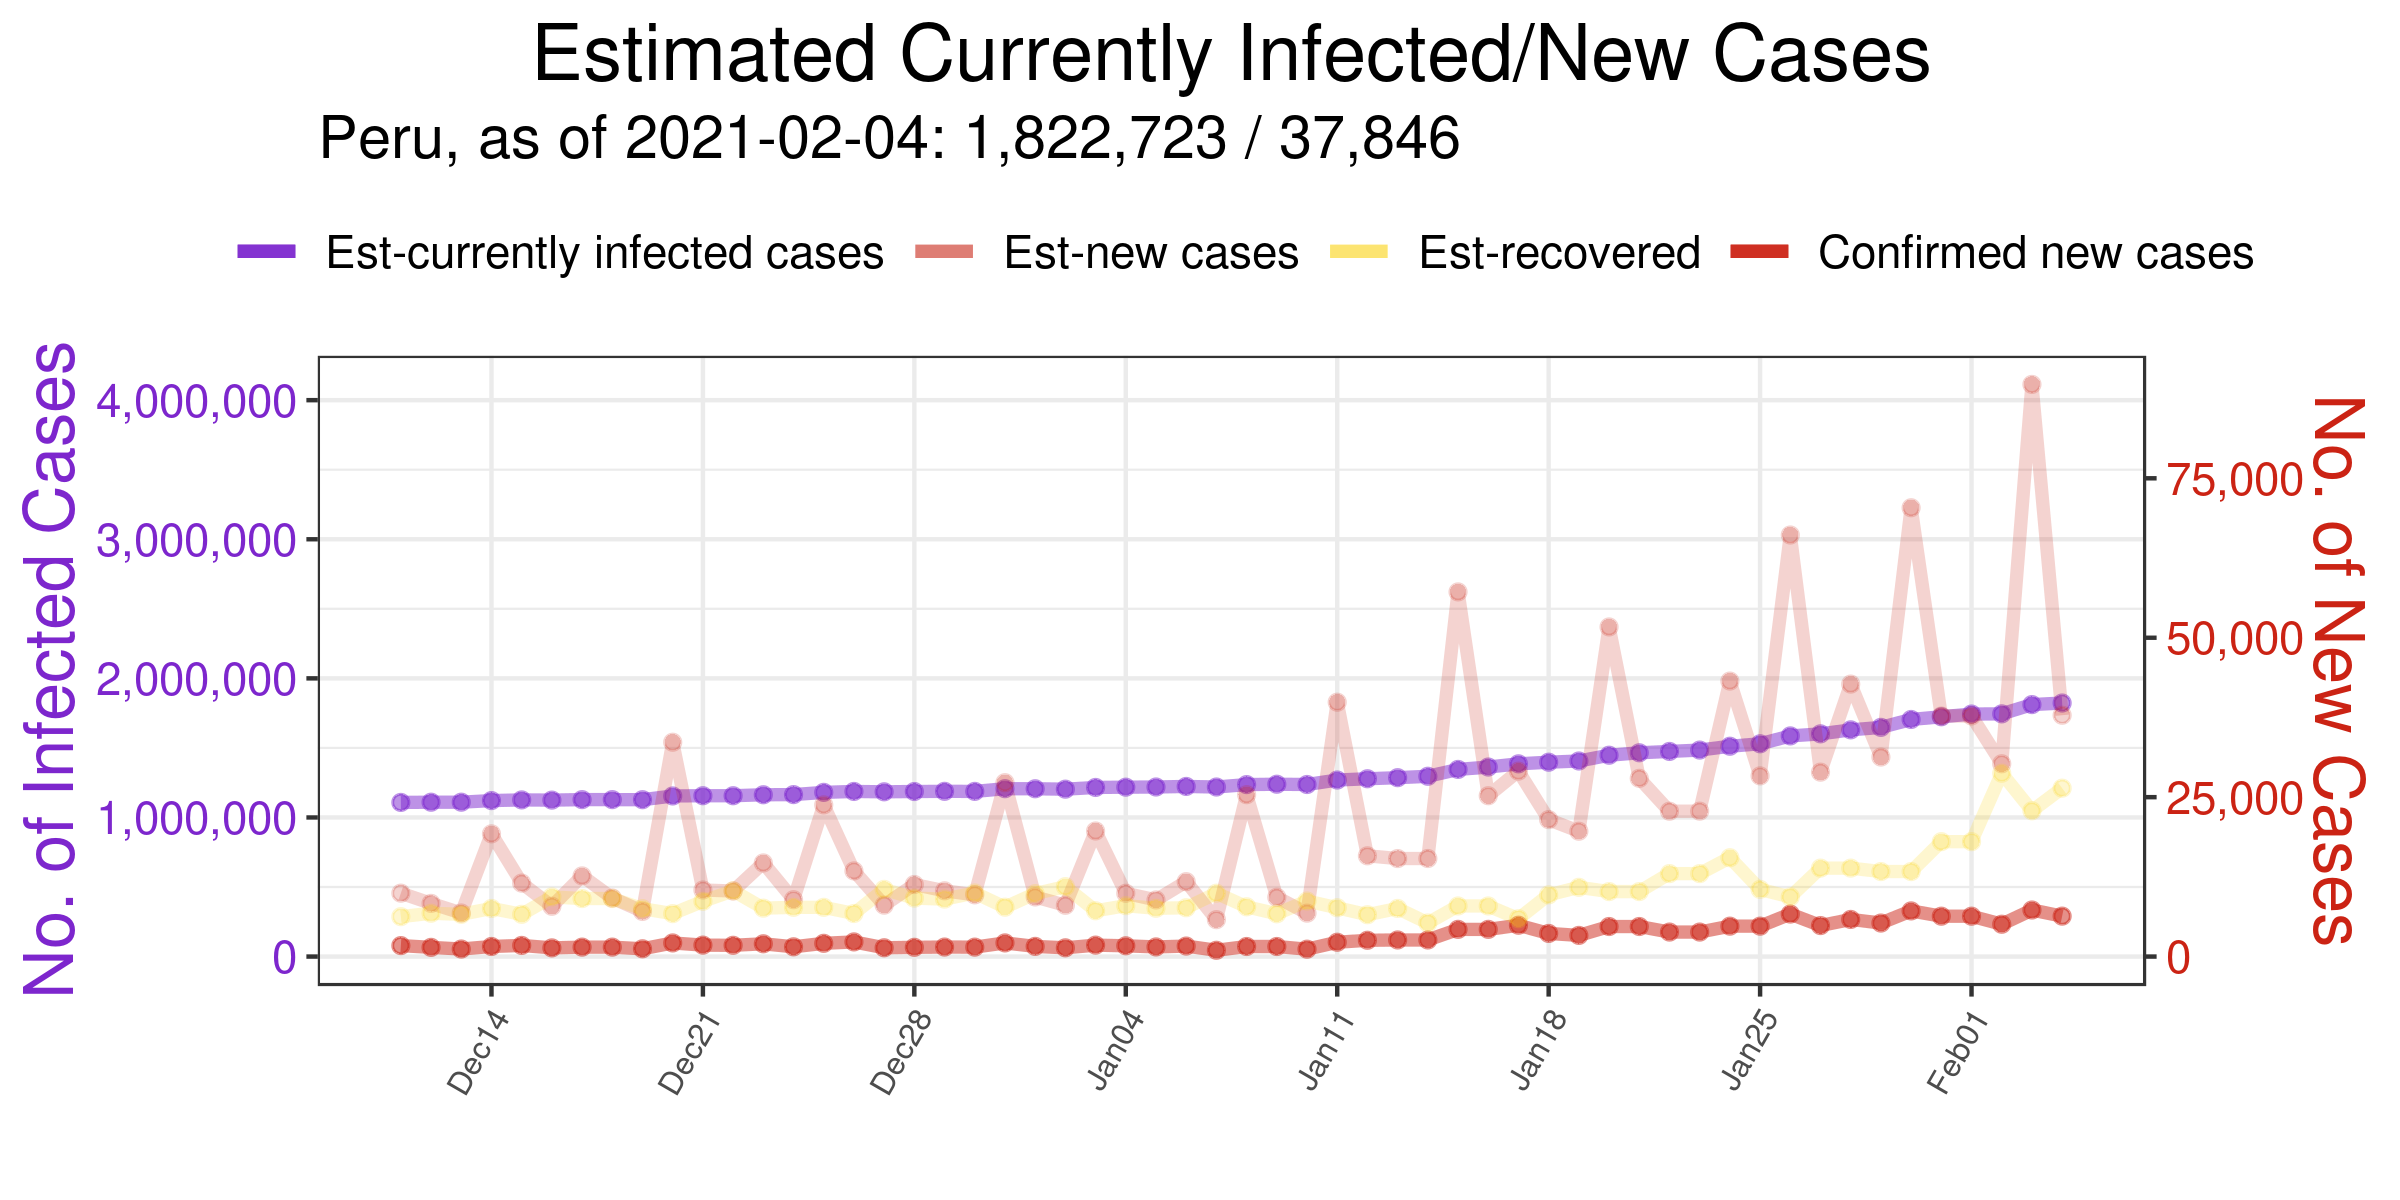 Estimated Currently Infected/New Cases
Peru, as of 2021-02-04: 1,822,723 / 37,846
Est-currently infected cases Est-new cases Est-recovered Confirmed new cases
No. of Infected Cases
4,000,000
3,000,000
2,000,000
1,000,000
0
75,000
50,000
25,000
0
No. of New Cases
Dec14 Dec21 Dec28 Jan04 Jan11 Jan18 Jan25 Feb01